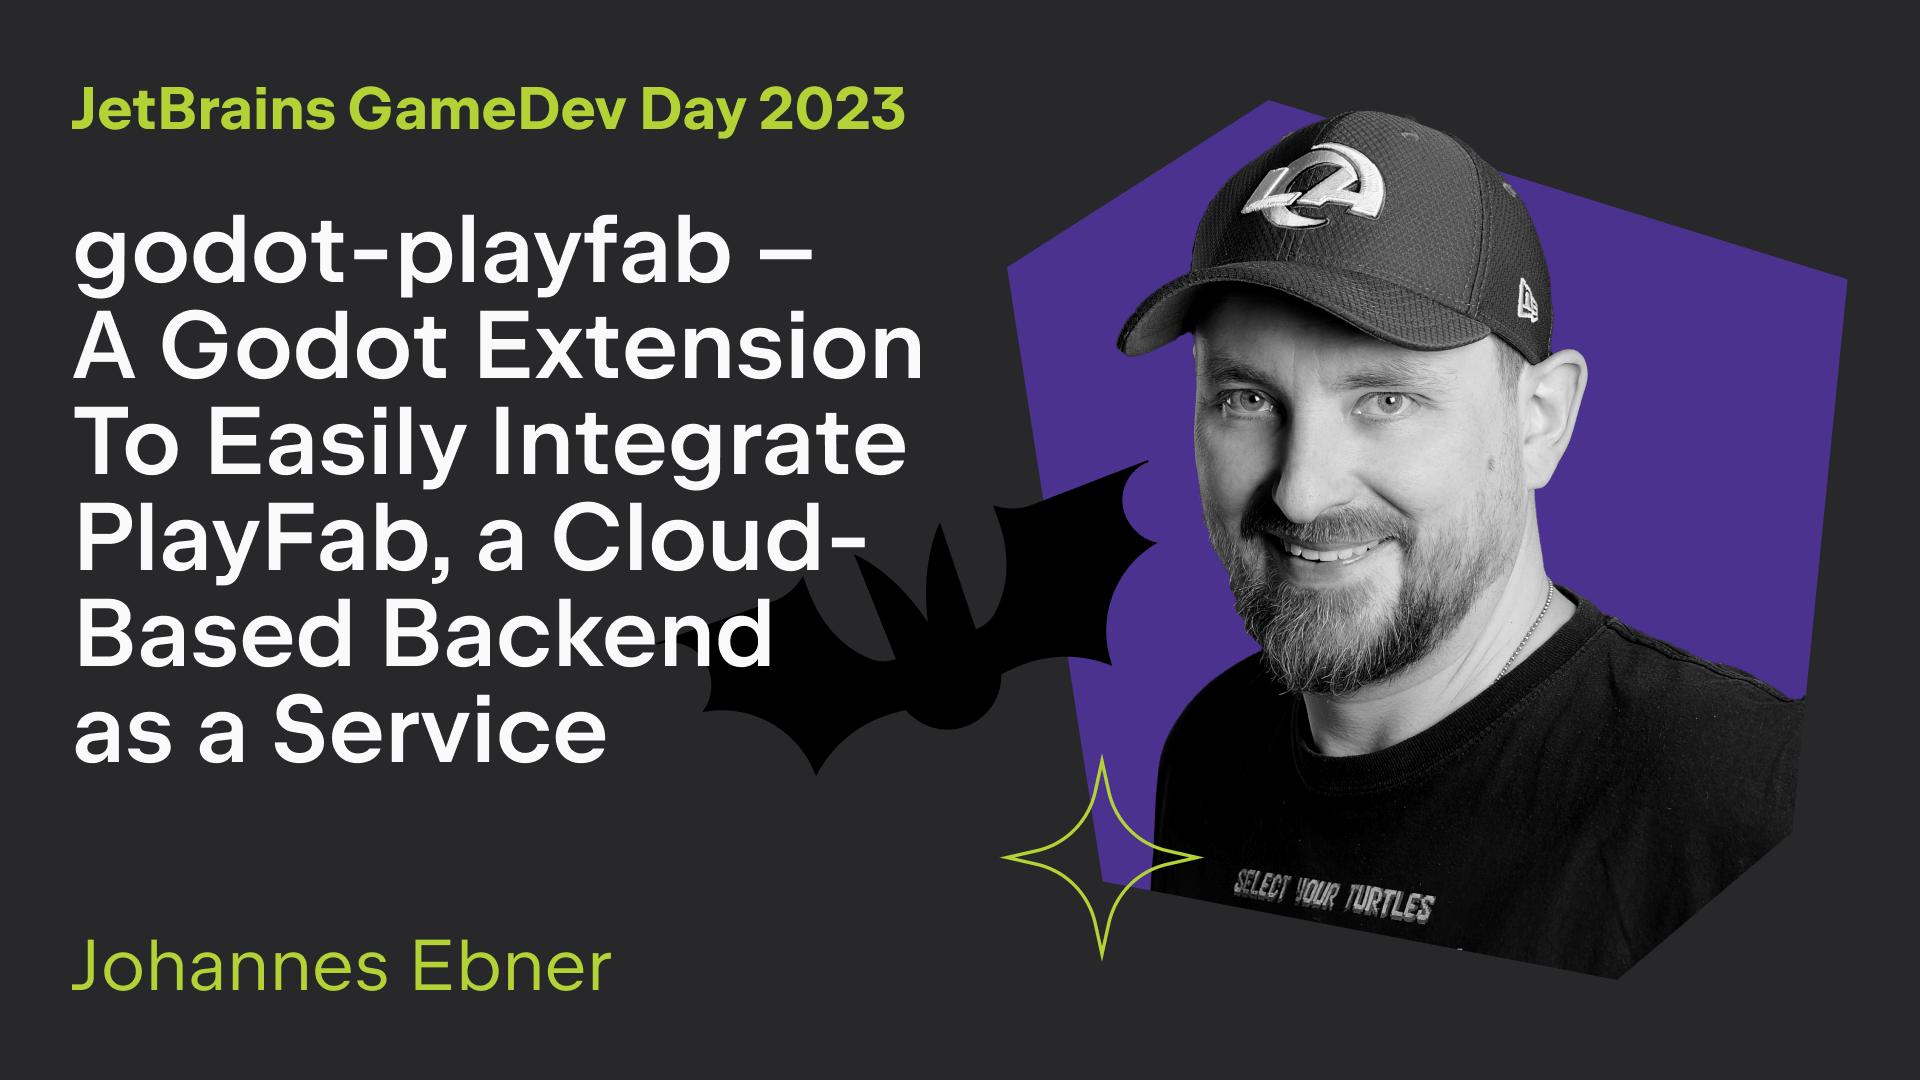 JetBrains GameDev Day 2023
godot-playfab –
A Godot Extension
To Easily Integrate
PlayFab, a Cloud-
Based Backend
as a Service
Johannes Ebner
LA
SELECT YOUR TURTLES